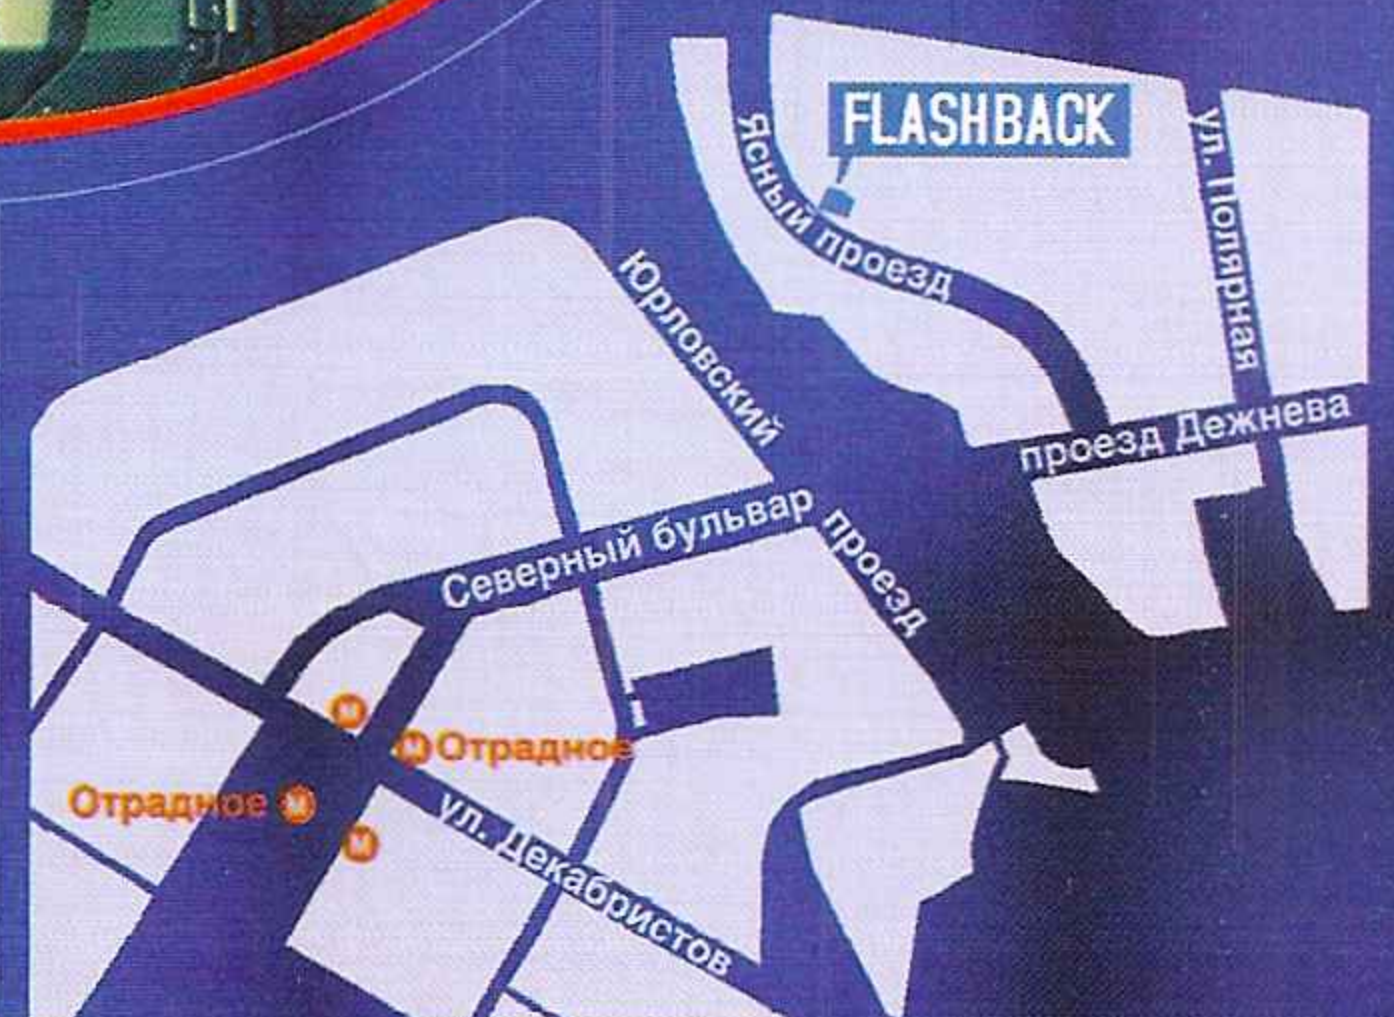 FLASHBACK
Ясный проезд
ул. Полярная
Юрловский
проезд
проезд Дежнева
Северный бульвар
М
М Отрадное
Отрадное М
М
ул. Декабристов